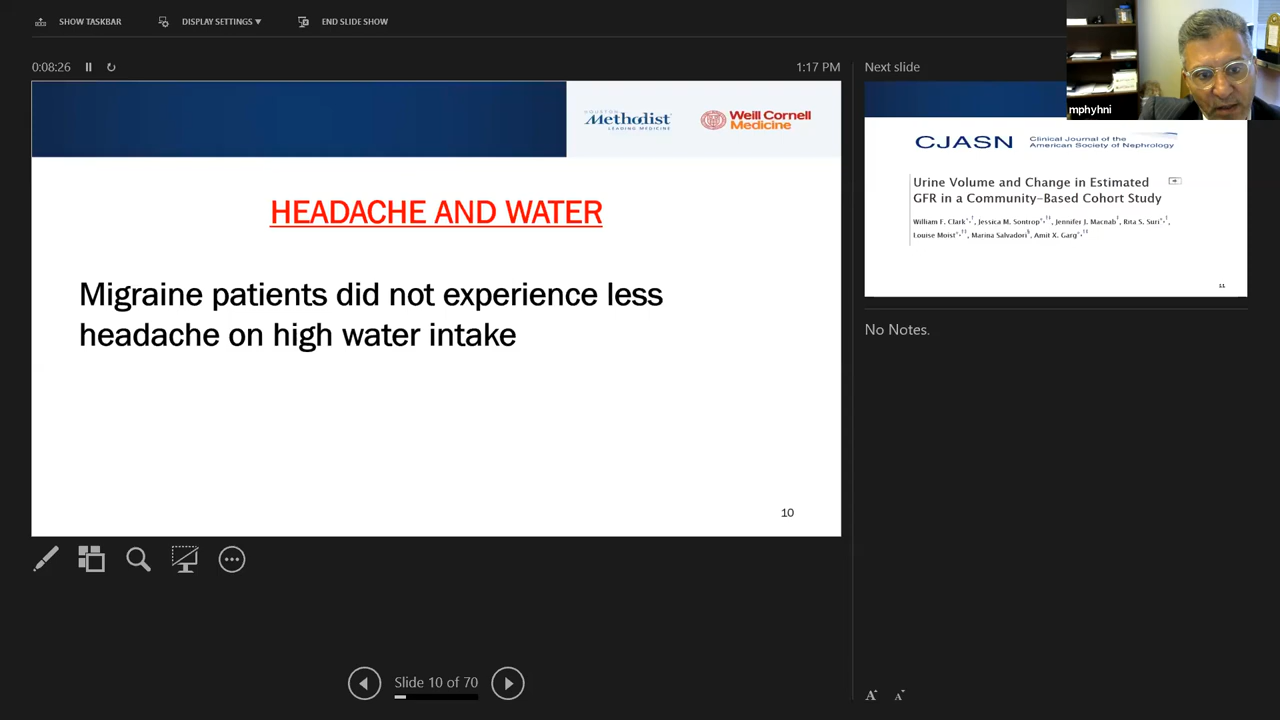 SHOW TASKBAR
DISPLAY SETTINGS ▾
END SLIDE SHOW
0:08:26
1:17 PM
HOUSTON
Methodist
LEADING MEDICINE
Weill Cornell
Medicine
HEADACHE AND WATER
Migraine patients did not experience less
headache on high water intake
10
Slide 10 of 70
Next slide
mphyhni
CJASN
Clinical Journal of the
American Society of Nephrology
Urine Volume and Change in Estimated
GFR in a Community-Based Cohort Study
William F. Clark, Jessica M. Sontrop, Jennifer J. Macnab, Rita S. Suri,
Louise Moist, Marina Salvadori, Amit X. Garg
11
No Notes.
A A